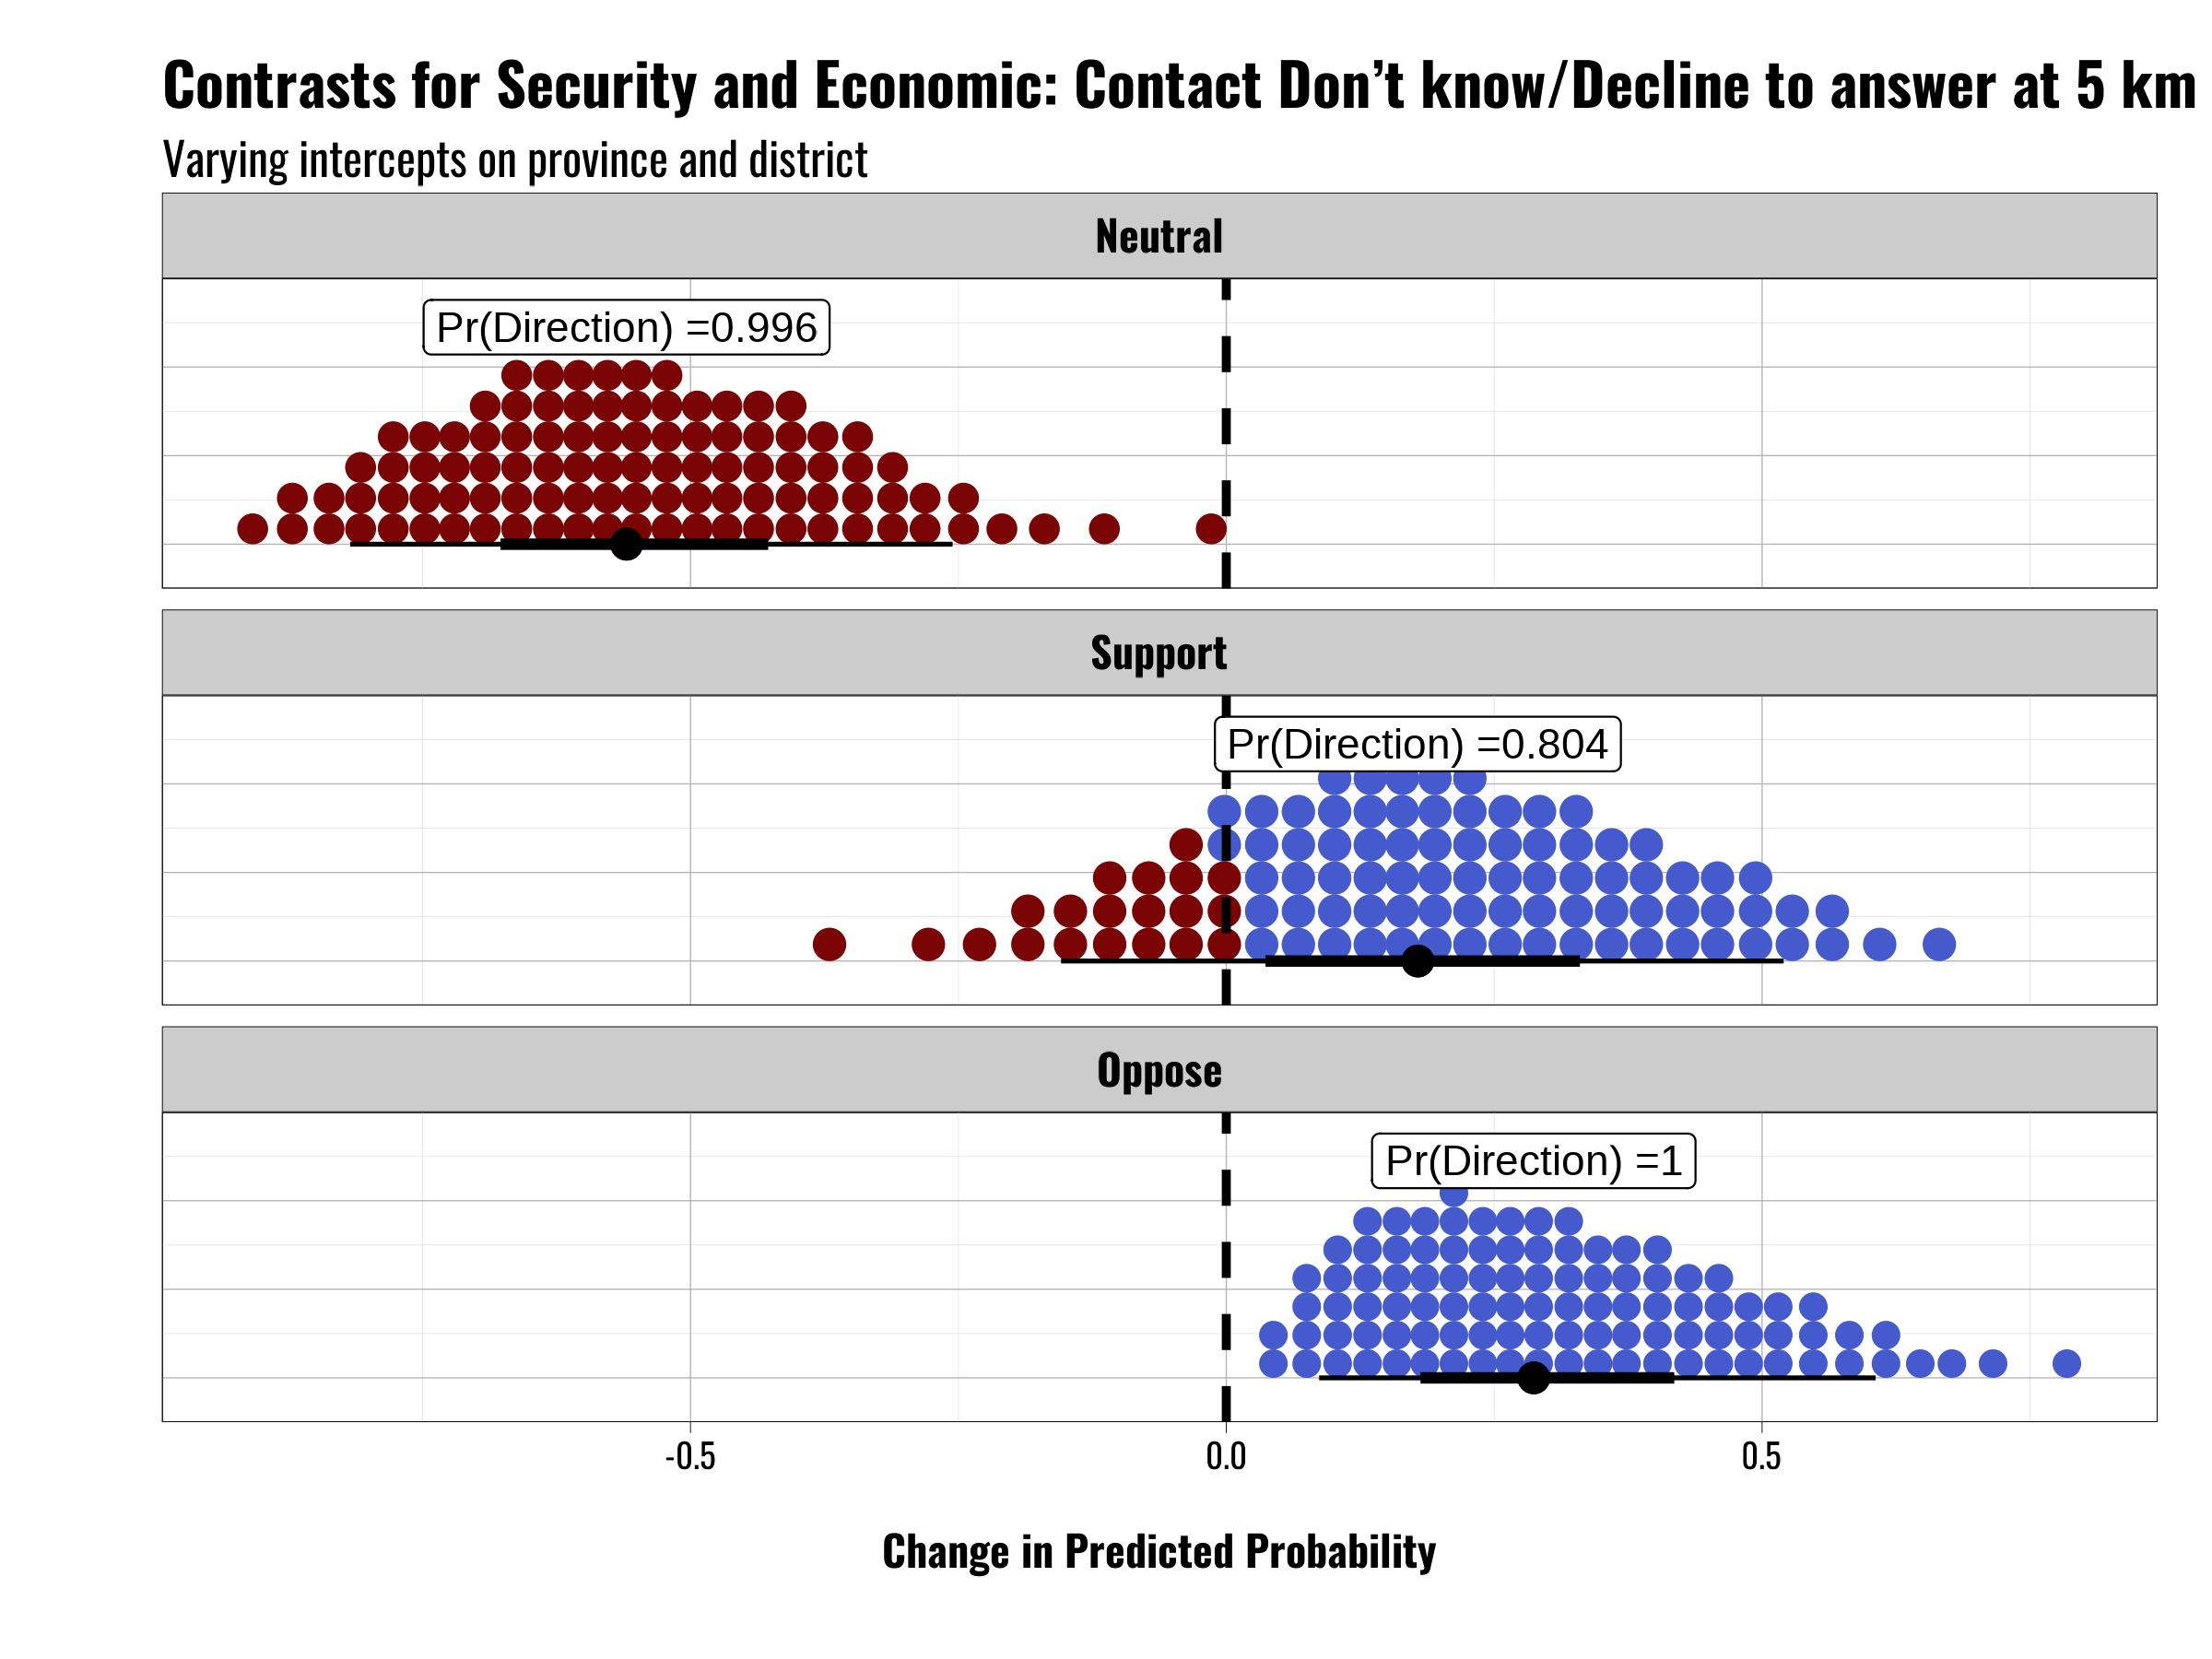 Contrasts for Security and Economic: Contact Don’t know/Decline to answer at 5 km
Varying intercepts on province and district
Neutral
Pr(Direction) =0.996
Support
Pr(Direction) =0.804
Oppose
Pr(Direction) =1
-0.5 0.0 0.5
Change in Predicted Probability